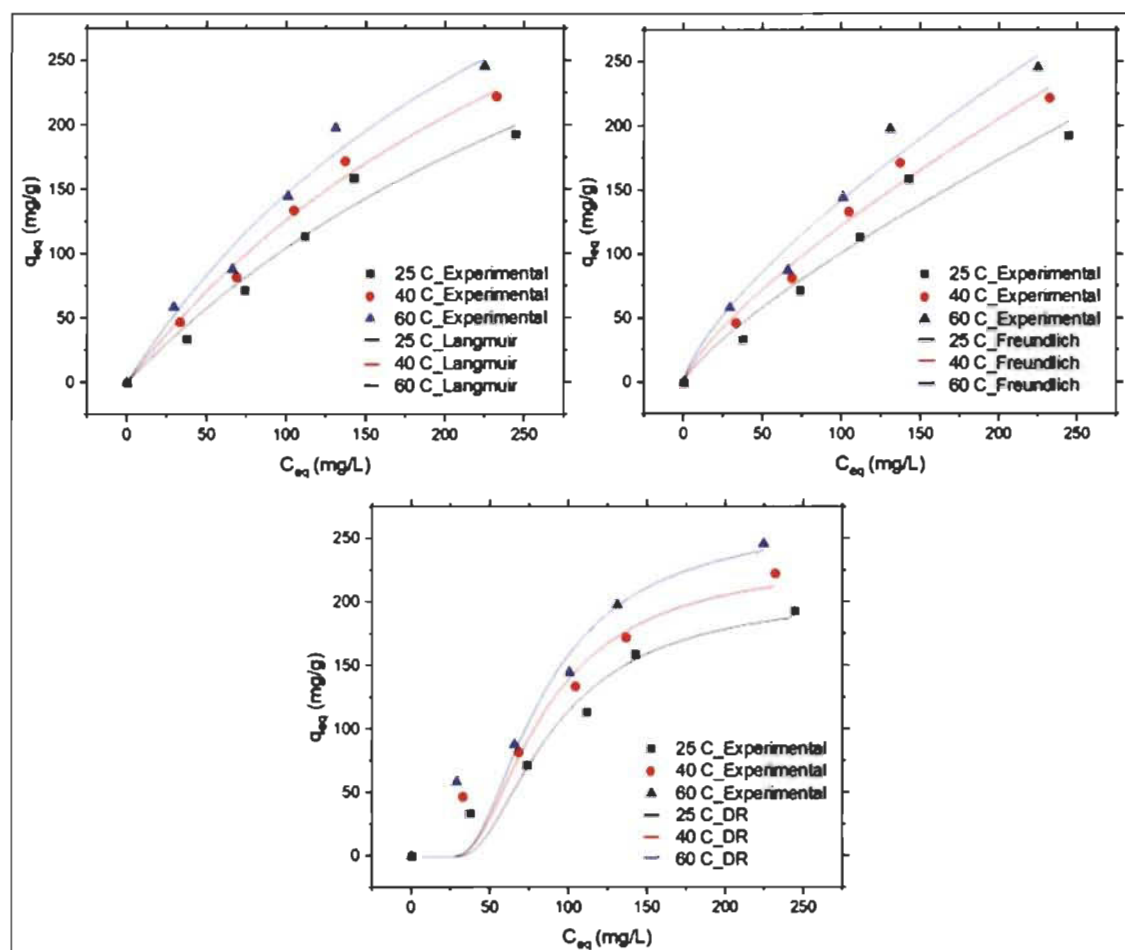 250
200
150
100
50
0
q_eq (mg/g)
25 C_Experimental
40 C_Experimental
60 C_Experimental
25 C_Langmuir
40 C_Langmuir
60 C_Langmuir
0 50 100 150 200 250
C_eq (mg/L)
250
200
150
100
50
0
q_eq (mg/g)
25 C_Experimental
40 C_Experimental
60 C_Experimental
25 C_Freundlich
40 C_Freundlich
60 C_Freundlich
0 50 100 150 200 250
C_eq (mg/L)
250
200
150
100
50
0
q_eq (mg/g)
25 C_Experimental
40 C_Experimental
60 C_Experimental
25 C_DR
40 C_DR
60 C_DR
0 50 100 150 200 250
C_eq (mg/L)